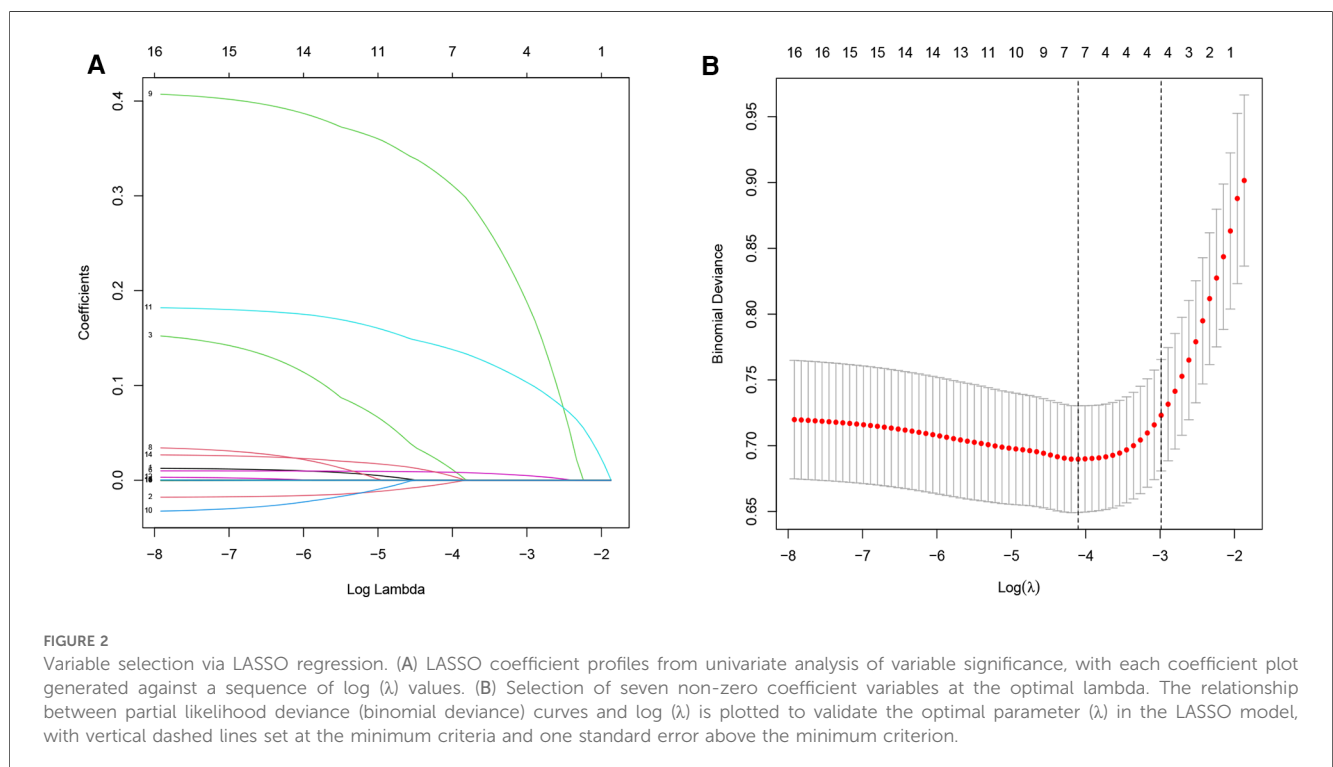 A
16 15 14 11 7 4 1
0.4
0.3
0.2
0.1
0.0
Coefficients
9
11
3
8
14
2
10
−8 −7 −6 −5 −4 −3 −2
Log Lambda
B
16 16 15 15 14 14 13 11 10 9 7 7 4 4 4 4 3 2 1
0.95
0.90
0.85
0.80
0.75
0.70
0.65
Binomial Deviance
−8 −7 −6 −5 −4 −3 −2
Log(λ)
FIGURE 2
Variable selection via LASSO regression. (A) LASSO coefficient profiles from univariate analysis of variable significance, with each coefficient plot
generated against a sequence of log (λ) values. (B) Selection of seven non-zero coefficient variables at the optimal lambda. The relationship
between partial likelihood deviance (binomial deviance) curves and log (λ) is plotted to validate the optimal parameter (λ) in the LASSO model,
with vertical dashed lines set at the minimum criteria and one standard error above the minimum criterion.